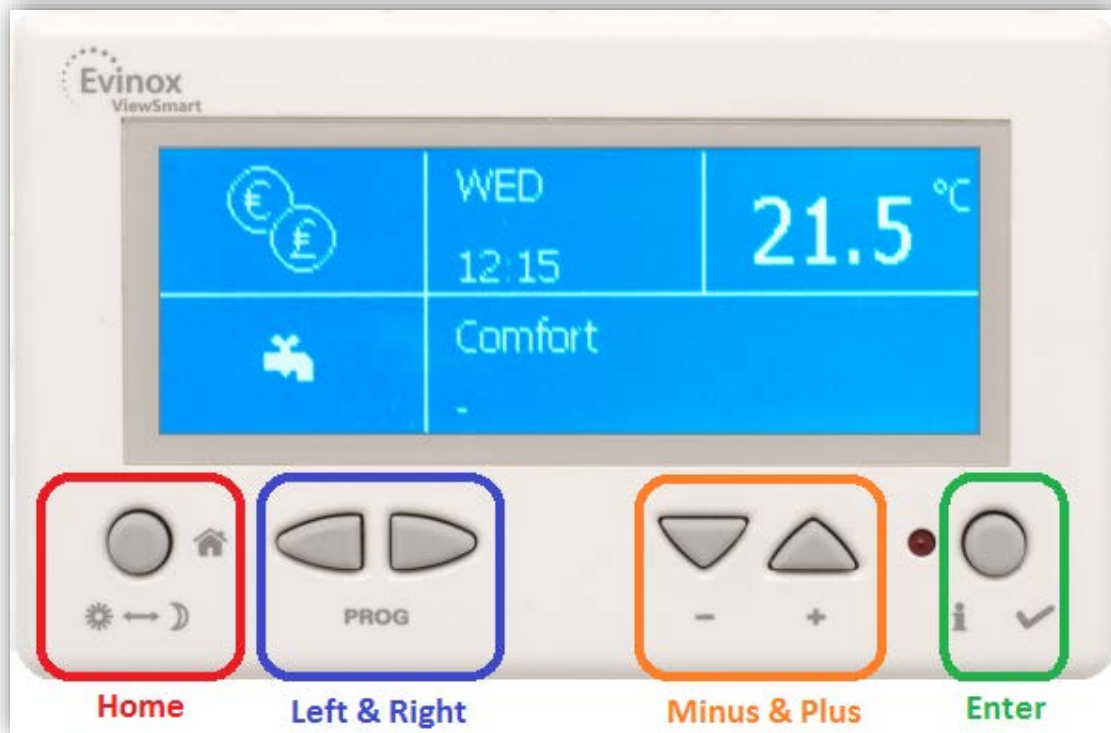 Evinox
ViewSmart
€
£
WED
12:15
21.5 °C
Comfort
-
PROG
- +
i
Home
Left & Right
Minus & Plus
Enter